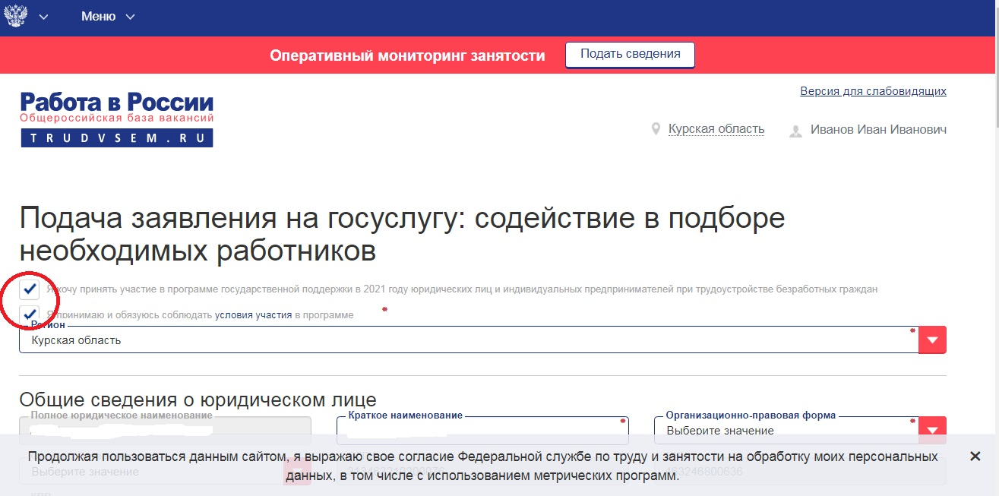 Меню
Оперативный мониторинг занятости Подать сведения
Версия для слабовидящих
Работа в России
Общероссийская база вакансий
TRUDVSEM.RU
Курская область Иванов Иван Иванович
Подача заявления на госуслугу: содействие в подборе
необходимых работников
Я хочу принять участие в программе государственной поддержки в 2021 году юридических лиц и индивидуальных предпринимателей при трудоустройстве безработных граждан
Я принимаю и обязуюсь соблюдать условия участия в программе *
Регион
Курская область *
Общие сведения о юридическом лице
Полное юридическое наименование Краткое наименование * Организационно-правовая форма *
Выберите значение
Продолжая пользоваться данным сайтом, я выражаю свое согласие Федеральной службе по труду и занятости на обработку моих персональных
данных, в том числе с использованием метрических программ.
Выберите значение